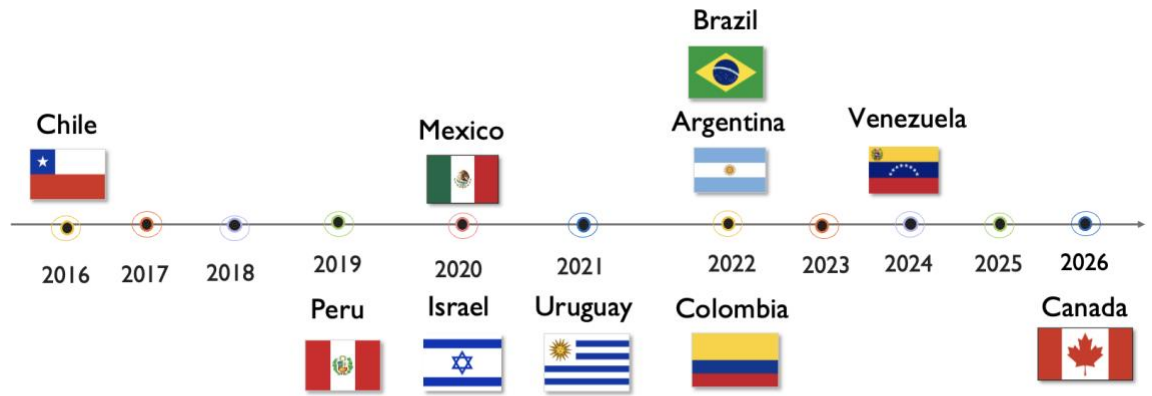 Brazil
Chile
Mexico
Argentina
Venezuela
2016
2017
2018
2019
2020
2021
2022
2023
2024
2025
2026
Peru
Israel
Uruguay
Colombia
Canada